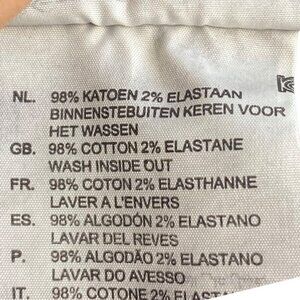 NL. 98% KATOEN 2% ELASTAAN
BINNENSTEBUITEN KEREN VOOR
HET WASSEN
GB. 98% COTTON 2% ELASTANE
WASH INSIDE OUT
FR. 98% COTON 2% ELASTHANNE
LAVER A L'ENVERS
ES. 98% ALGODÓN 2% ELASTANO
LAVAR DEL REVES
P. 98% ALGODÃO 2% ELASTANO
LAVADO DO AVESSO
IT. 98% COTONE 2% ELASTAN